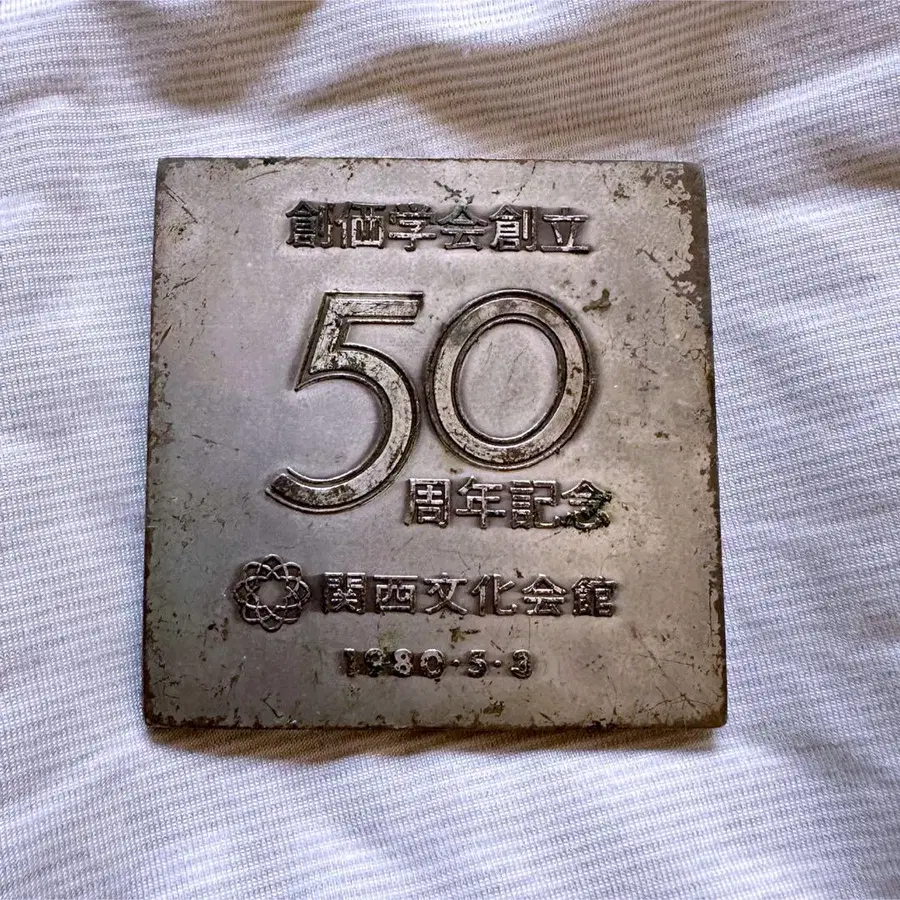 創価学会創立
50
周年記念
関西文化会館
1980・5・3